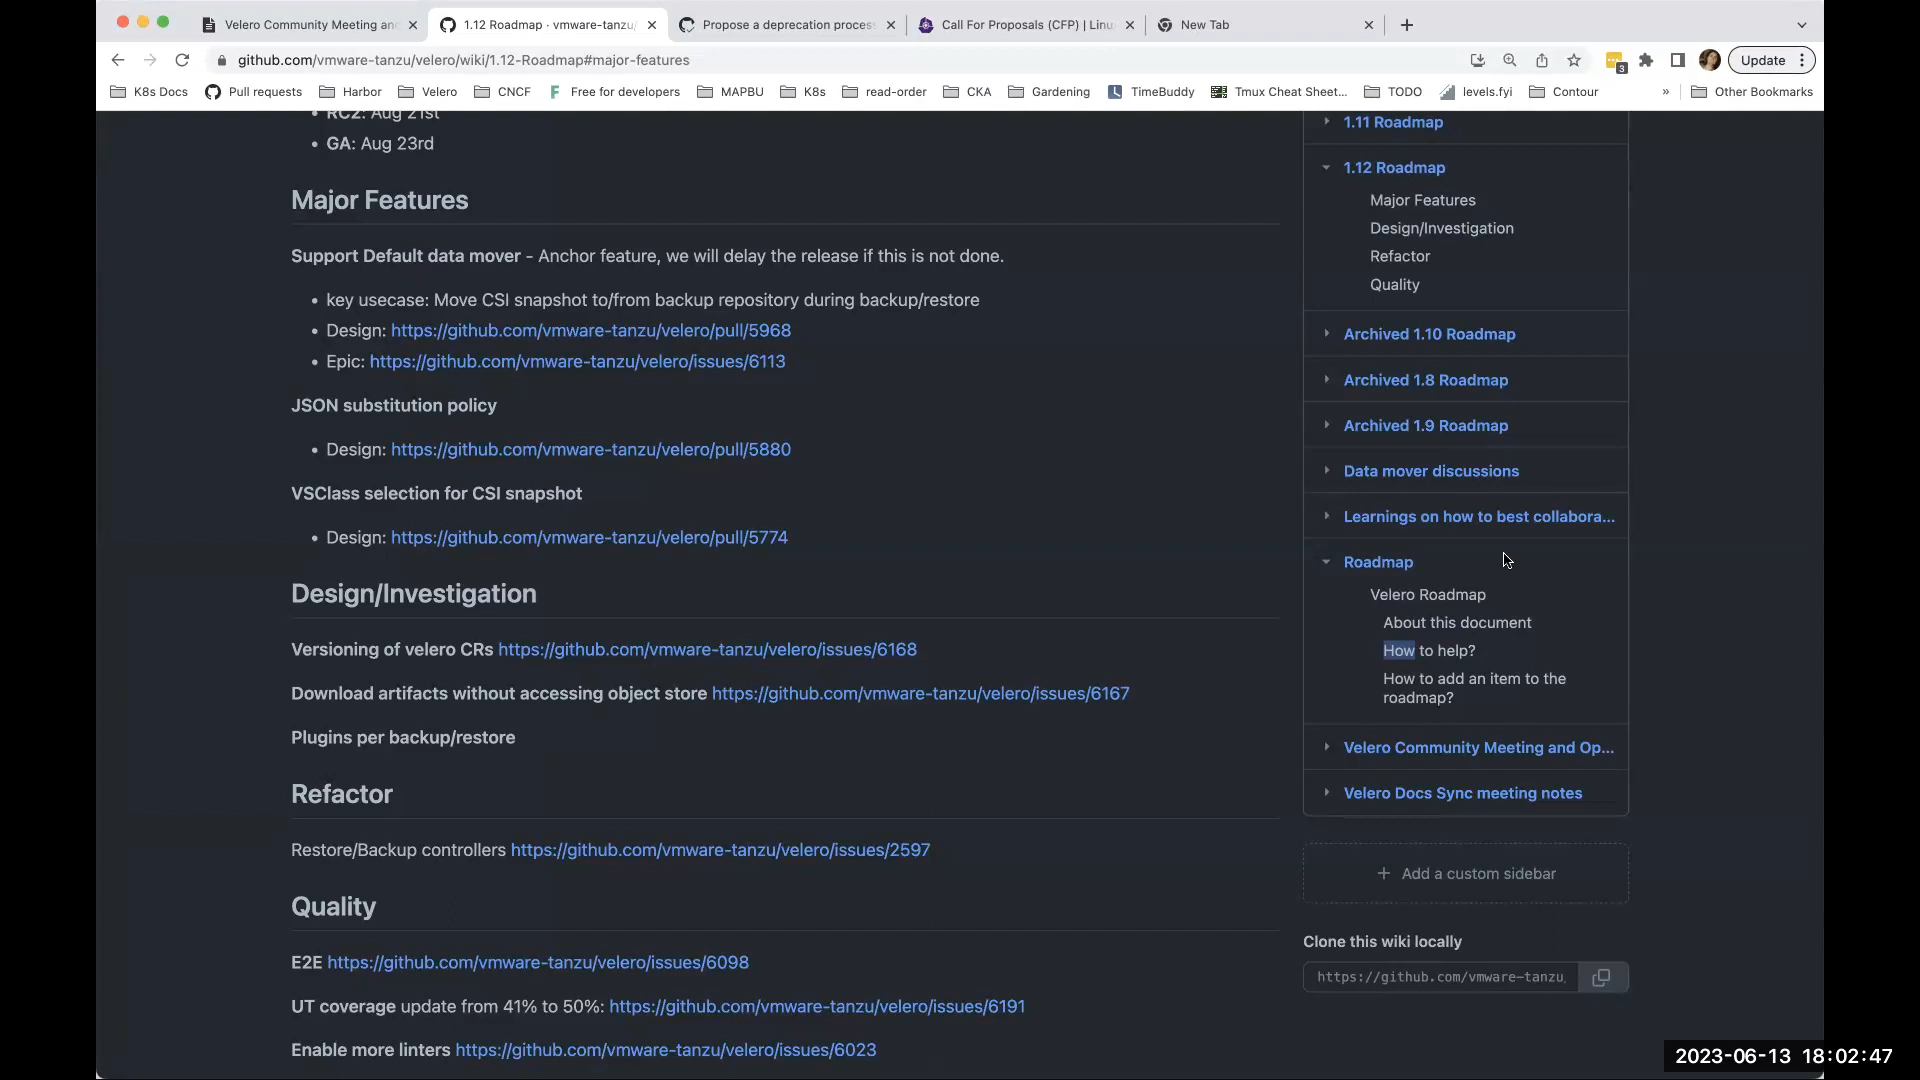 Velero Community Meeting an
1.12 Roadmap · vmware-tanzu/
Propose a deprecation proces
Call For Proposals (CFP) | Linu
New Tab
github.com/vmware-tanzu/velero/wiki/1.12-Roadmap#major-features
3
Update
K8s Docs
Pull requests
Harbor
Velero
CNCF
Free for developers
MAPBU
K8s
read-order
CKA
Gardening
TimeBuddy
Tmux Cheat Sheet...
TODO
levels.fyi
Contour
»
Other Bookmarks
• RC2: Aug 21st
• GA: Aug 23rd
Major Features
Support Default data mover - Anchor feature, we will delay the release if this is not done.
• key usecase: Move CSI snapshot to/from backup repository during backup/restore
• Design: https://github.com/vmware-tanzu/velero/pull/5968
• Epic: https://github.com/vmware-tanzu/velero/issues/6113
JSON substitution policy
• Design: https://github.com/vmware-tanzu/velero/pull/5880
VSClass selection for CSI snapshot
• Design: https://github.com/vmware-tanzu/velero/pull/5774
Design/Investigation
Versioning of velero CRs https://github.com/vmware-tanzu/velero/issues/6168
Download artifacts without accessing object store https://github.com/vmware-tanzu/velero/issues/6167
Plugins per backup/restore
Refactor
Restore/Backup controllers https://github.com/vmware-tanzu/velero/issues/2597
Quality
E2E https://github.com/vmware-tanzu/velero/issues/6098
UT coverage update from 41% to 50%: https://github.com/vmware-tanzu/velero/issues/6191
Enable more linters https://github.com/vmware-tanzu/velero/issues/6023
1.11 Roadmap
1.12 Roadmap
Major Features
Design/Investigation
Refactor
Quality
Archived 1.10 Roadmap
Archived 1.8 Roadmap
Archived 1.9 Roadmap
Data mover discussions
Learnings on how to best collabora...
Roadmap
Velero Roadmap
About this document
How to help?
How to add an item to the
roadmap?
Velero Community Meeting and Op...
Velero Docs Sync meeting notes
+ Add a custom sidebar
Clone this wiki locally
https://github.com/vmware-tanzu,
2023-06-13 18:02:47